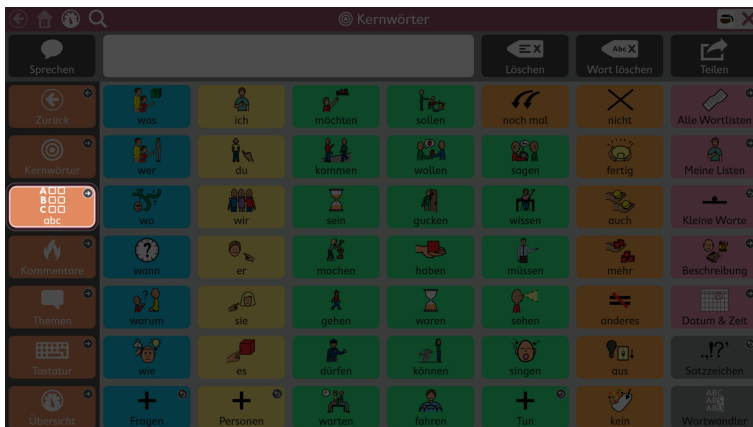 Kernwörter
Sprechen
Abc
Löschen
Wort löschen
Teilen
Zurück
was
ich
möchten
sollen
noch mal
nicht
Alle Wortlisten
Kernwörter
wer
du
kommen
wollen
sagen
fertig
Meine Listen
A
B
C
abc
wo
wir
sein
gucken
wissen
auch
Kleine Worte
Kommentare
wann
er
machen
haben
müssen
mehr
Beschreibung
Themen
warum
sie
gehen
waren
sehen
anderes
Datum & Zeit
Tastatur
wie
es
dürfen
können
singen
aus
.,!?'
Satzzeichen
Übersicht
Fragen
Personen
warten
fahren
Tun
kein
Wortwandler